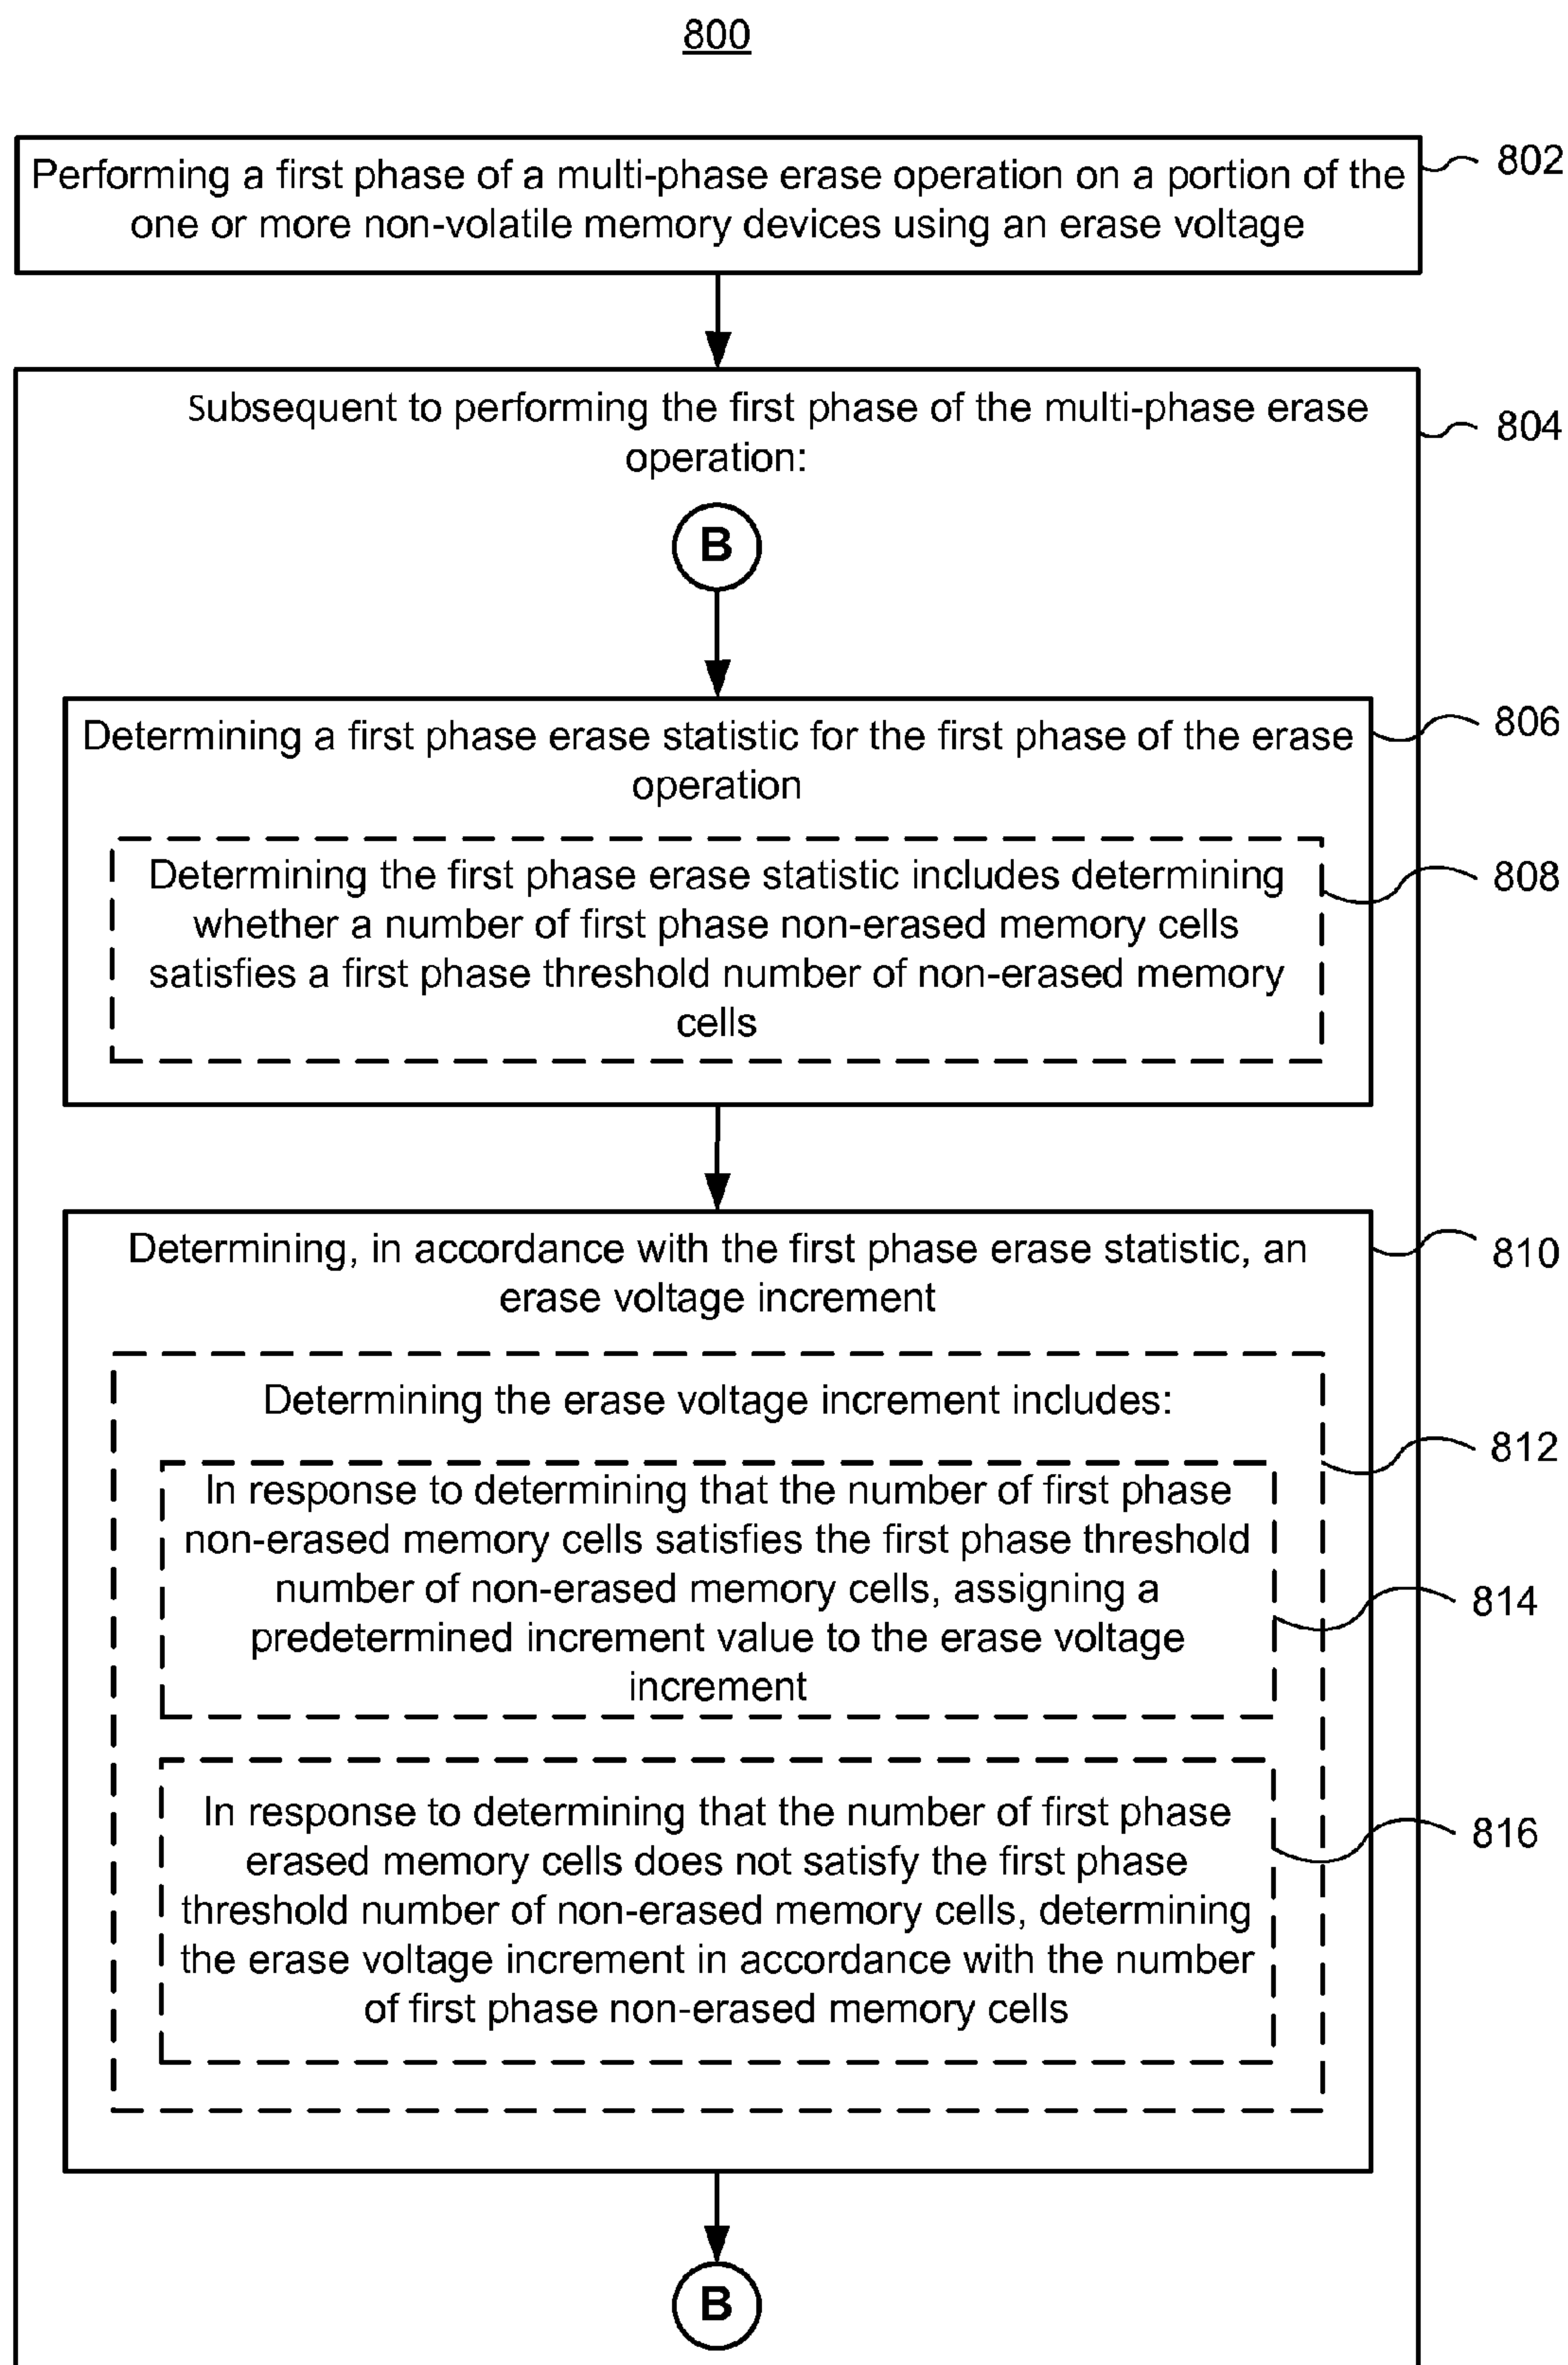 800
Performing a first phase of a multi-phase erase operation on a portion of the
one or more non-volatile memory devices using an erase voltage
802
Subsequent to performing the first phase of the multi-phase erase
operation:
804
B
Determining a first phase erase statistic for the first phase of the erase
operation
806
Determining the first phase erase statistic includes determining
whether a number of first phase non-erased memory cells
satisfies a first phase threshold number of non-erased memory
cells
808
Determining, in accordance with the first phase erase statistic, an
erase voltage increment
810
Determining the erase voltage increment includes:
812
In response to determining that the number of first phase
non-erased memory cells satisfies the first phase threshold
number of non-erased memory cells, assigning a
predetermined increment value to the erase voltage
increment
814
In response to determining that the number of first phase
erased memory cells does not satisfy the first phase
threshold number of non-erased memory cells, determining
the erase voltage increment in accordance with the number
of first phase non-erased memory cells
816
B